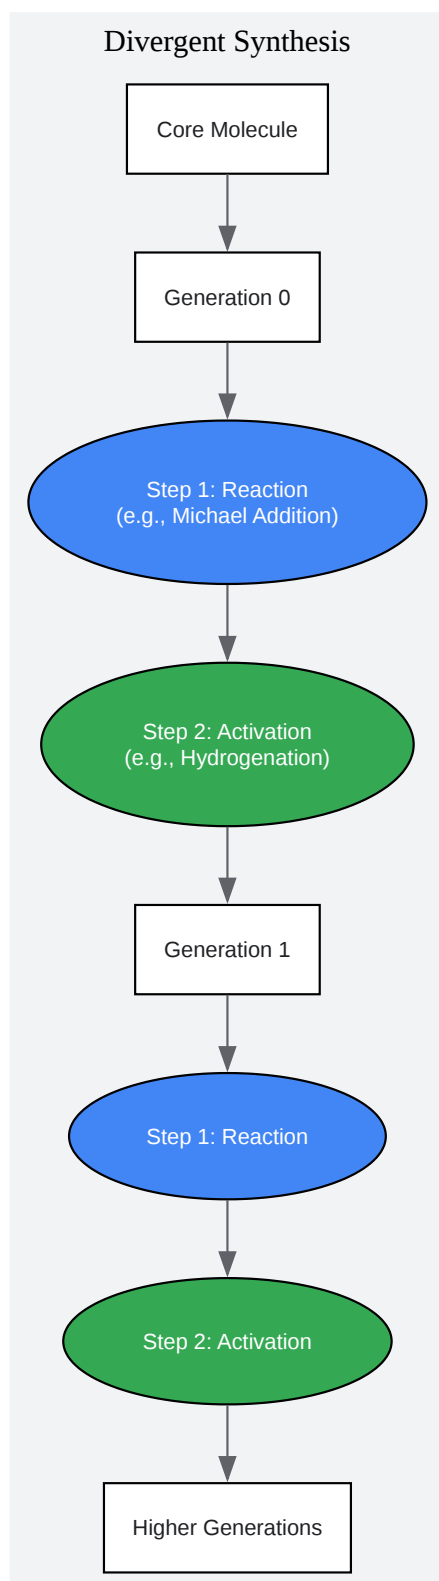 Divergent Synthesis
Core Molecule
Generation 0
Step 1: Reaction
(e.g., Michael Addition)
Step 2: Activation
(e.g., Hydrogenation)
Generation 1
Step 1: Reaction
Step 2: Activation
Higher Generations